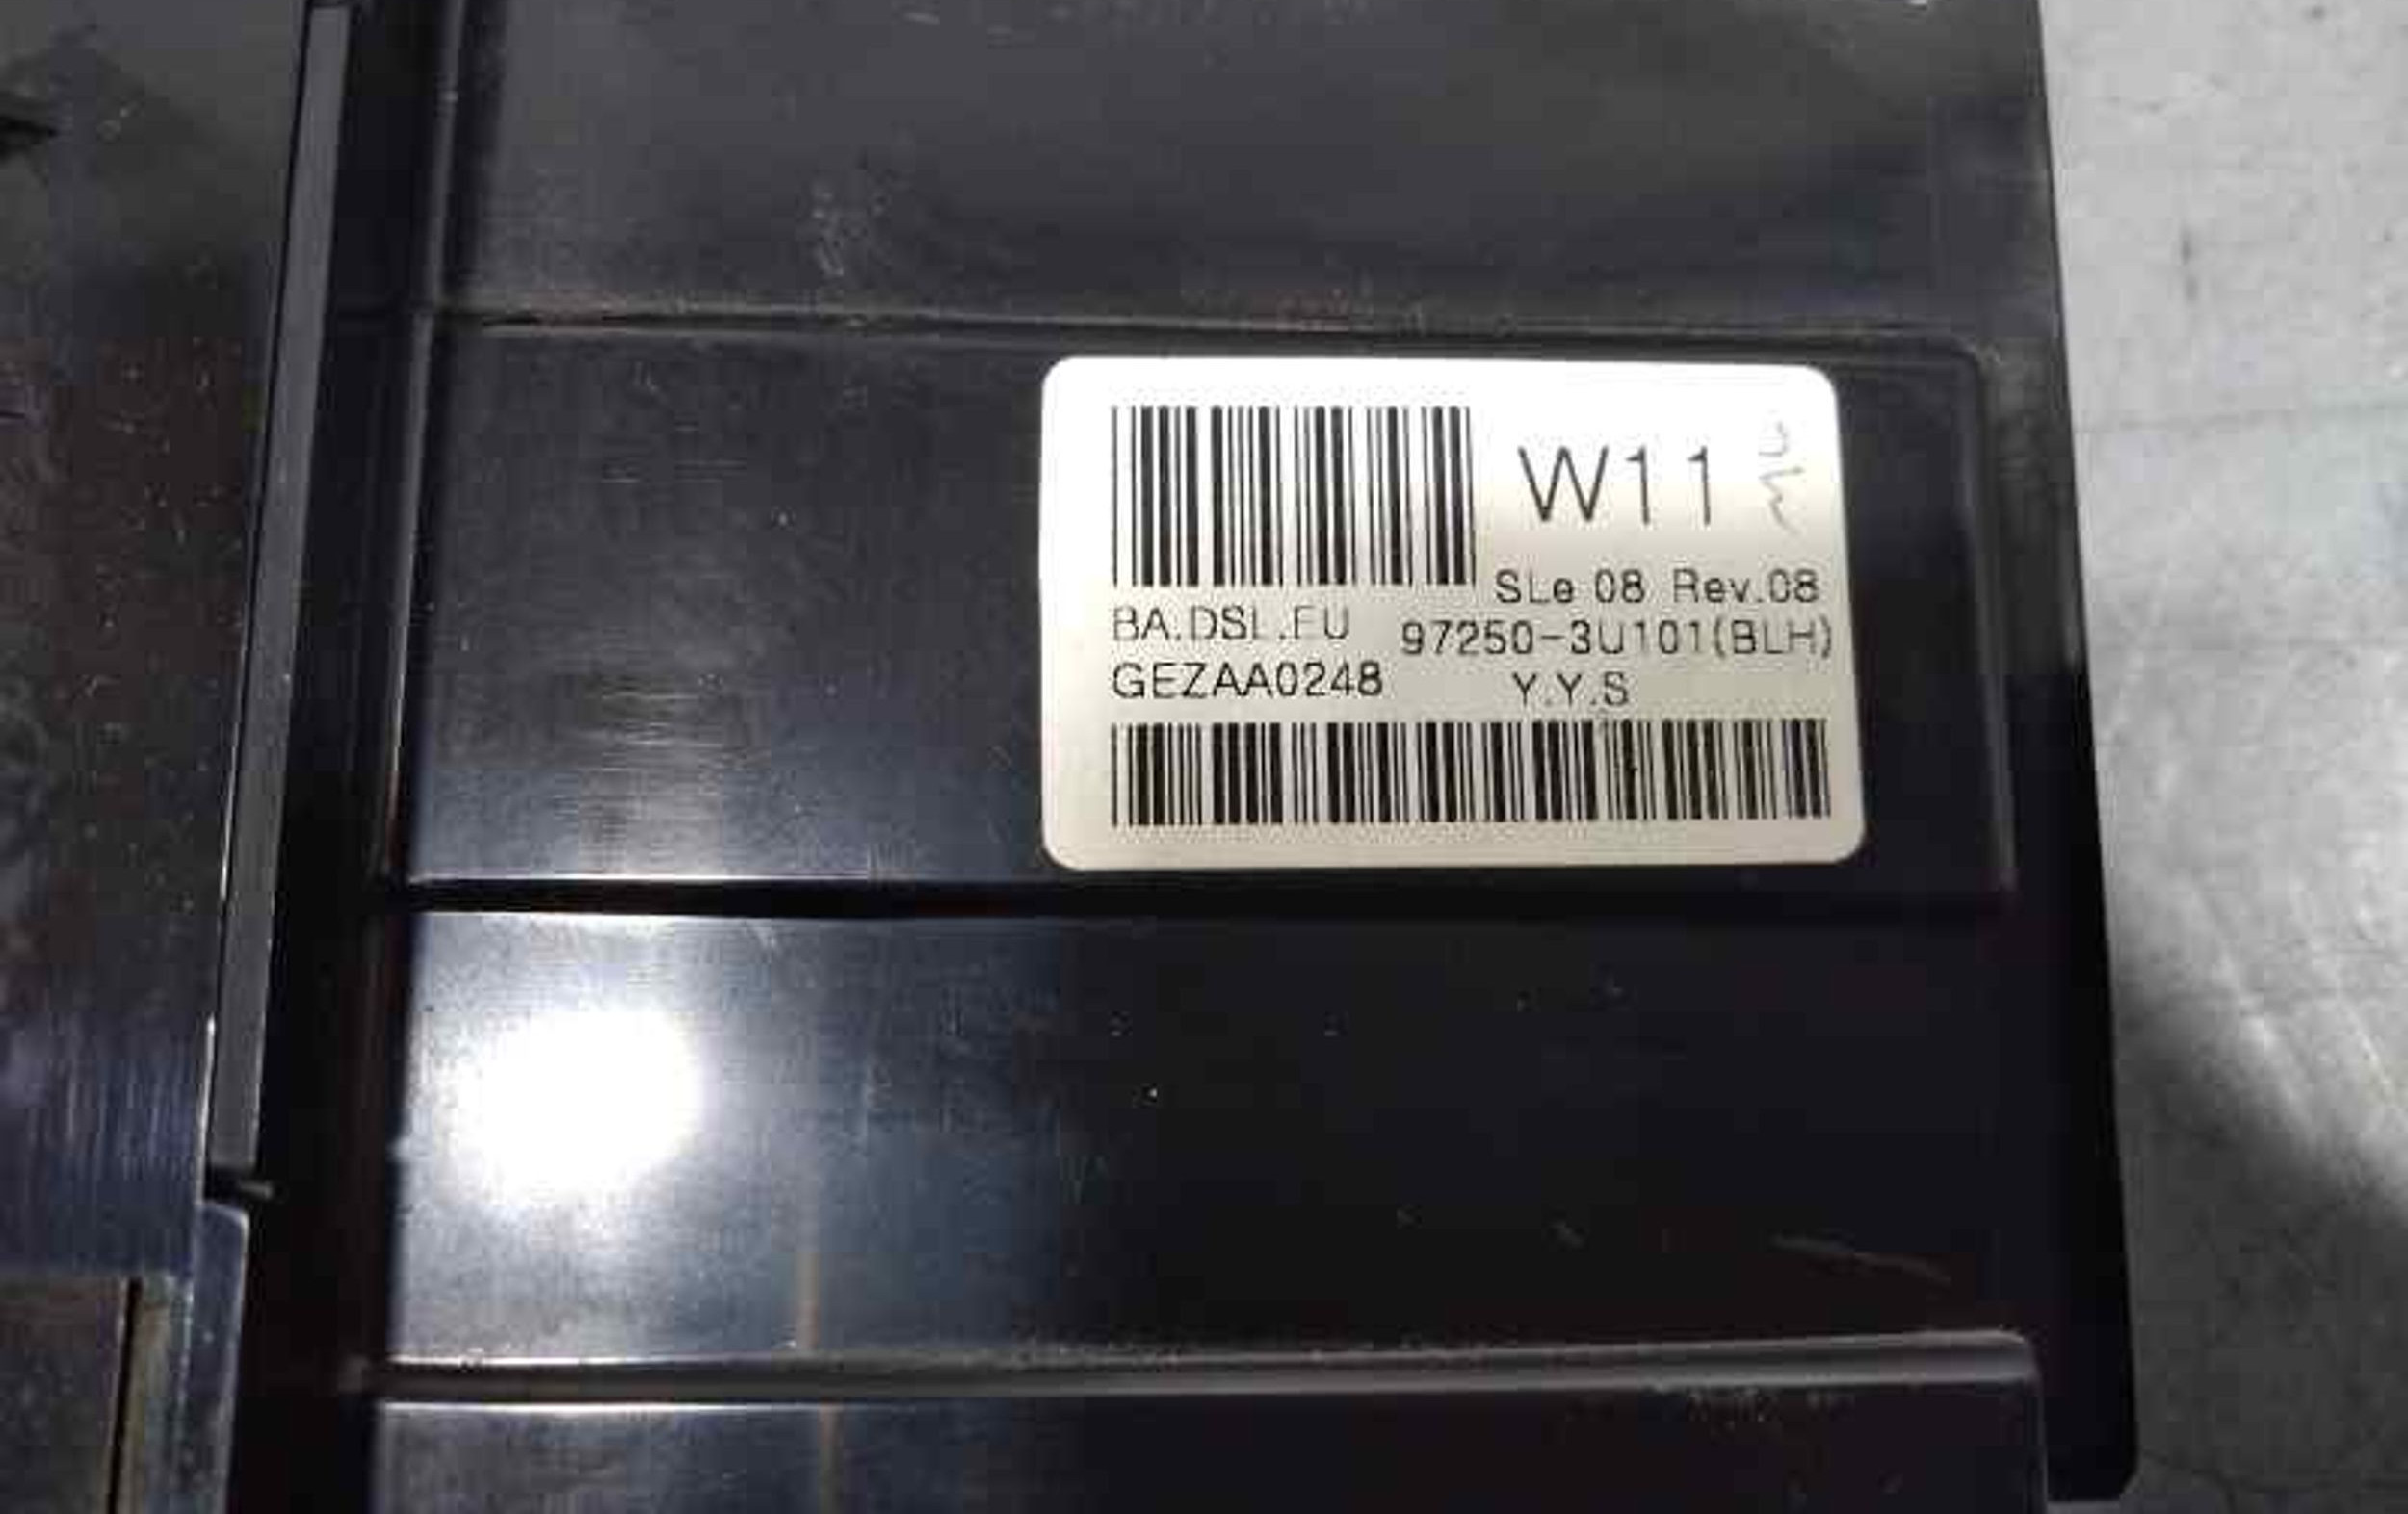 W11
SLe 08 Rev.08
BA.DSL.FU 97250-3U101(BLH)
GEZAA0248 Y.Y.S